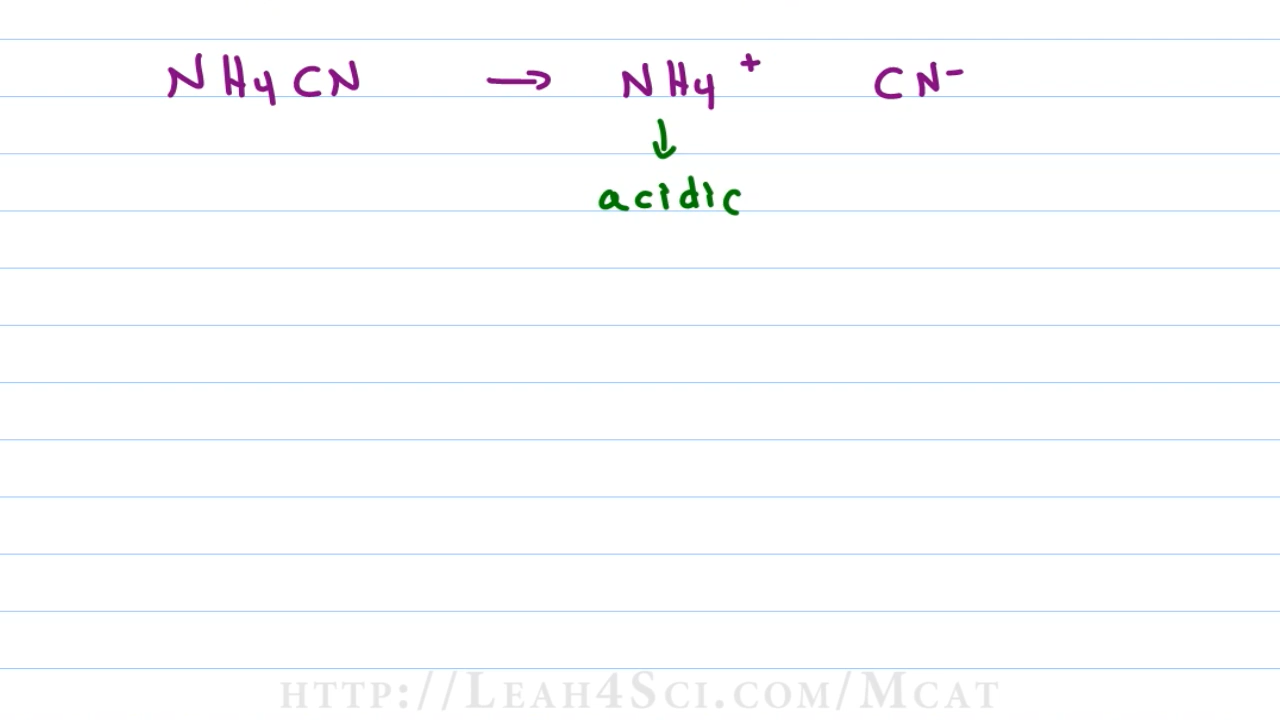 NH4CN → NH4+ CN-
↓
acidic
HTTP://LEAH4SCI.COM/MCAT